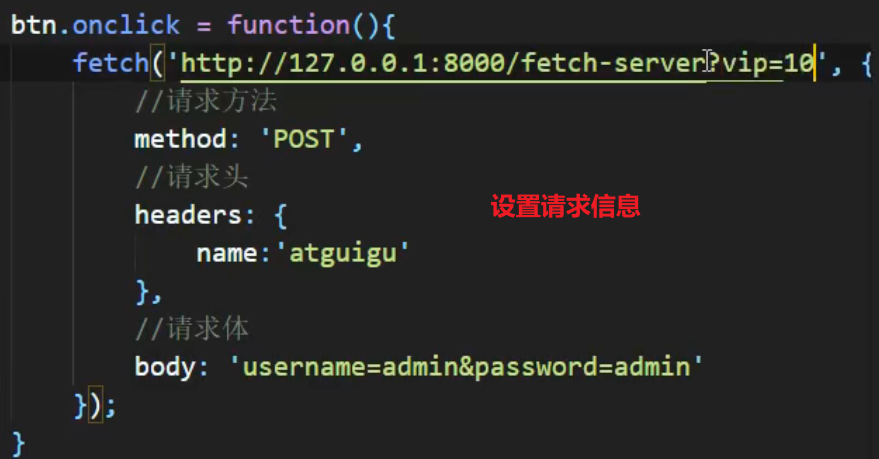 btn.onclick = function(){
fetch('http://127.0.0.1:8000/fetch-server?vip=10', {
//请求方法
method: 'POST',
//请求头
headers: {
设置请求信息
name:'atguigu'
},
//请求体
body: 'username=admin&password=admin'
});
}